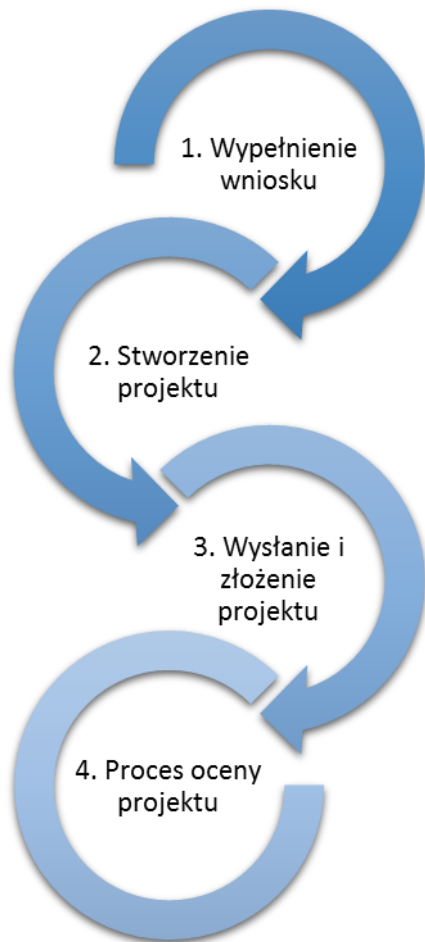 1. Wypełnienie
wniosku
2. Stworzenie
projektu
3. Wysłanie i
złożenie
projektu
4. Proces oceny
projektu